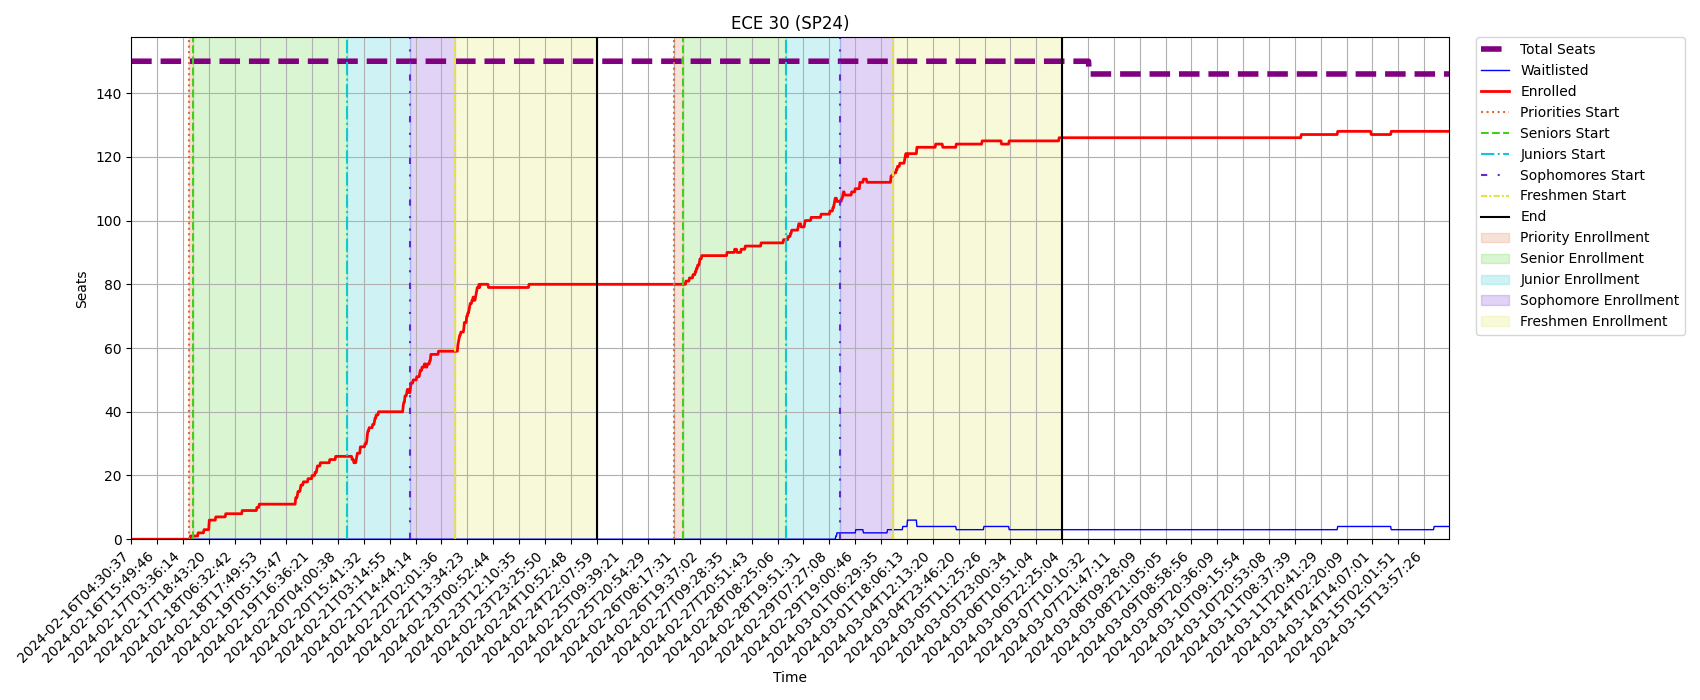 ECE 30 (SP24)
Seats
140
120
100
80
60
40
20
0
2024-02-16T04:30:37
2024-02-16T15:49:46
2024-02-17T03:36:14
2024-02-17T18:43:20
2024-02-18T06:32:42
2024-02-18T17:49:53
2024-02-19T05:15:47
2024-02-19T16:36:21
2024-02-20T04:00:38
2024-02-20T15:41:32
2024-02-21T03:14:55
2024-02-21T14:44:14
2024-02-22T02:01:36
2024-02-22T13:34:23
2024-02-23T00:52:44
2024-02-23T12:10:35
2024-02-23T23:25:50
2024-02-24T10:52:48
2024-02-24T22:07:59
2024-02-25T09:39:21
2024-02-25T20:54:29
2024-02-26T08:17:31
2024-02-26T19:37:02
2024-02-27T09:28:35
2024-02-27T20:51:43
2024-02-28T08:25:06
2024-02-28T19:51:31
2024-02-29T07:27:08
2024-02-29T19:00:46
2024-03-01T06:29:35
2024-03-01T18:06:13
2024-03-04T12:13:20
2024-03-04T23:46:20
2024-03-05T11:25:26
2024-03-05T23:00:34
2024-03-06T10:51:04
2024-03-06T22:25:04
2024-03-07T10:10:32
2024-03-07T21:47:11
2024-03-08T09:28:09
2024-03-08T21:05:05
2024-03-09T08:58:56
2024-03-09T20:36:09
2024-03-10T09:15:54
2024-03-10T20:53:09
2024-03-11T08:37:39
2024-03-11T20:41:29
2024-03-14T02:20:09
2024-03-14T14:07:01
2024-03-15T02:01:51
2024-03-15T13:57:26
Time
Total Seats
Waitlisted
Enrolled
Priorities Start
Seniors Start
Juniors Start
Sophomores Start
Freshmen Start
End
Priority Enrollment
Senior Enrollment
Junior Enrollment
Sophomore Enrollment
Freshmen Enrollment